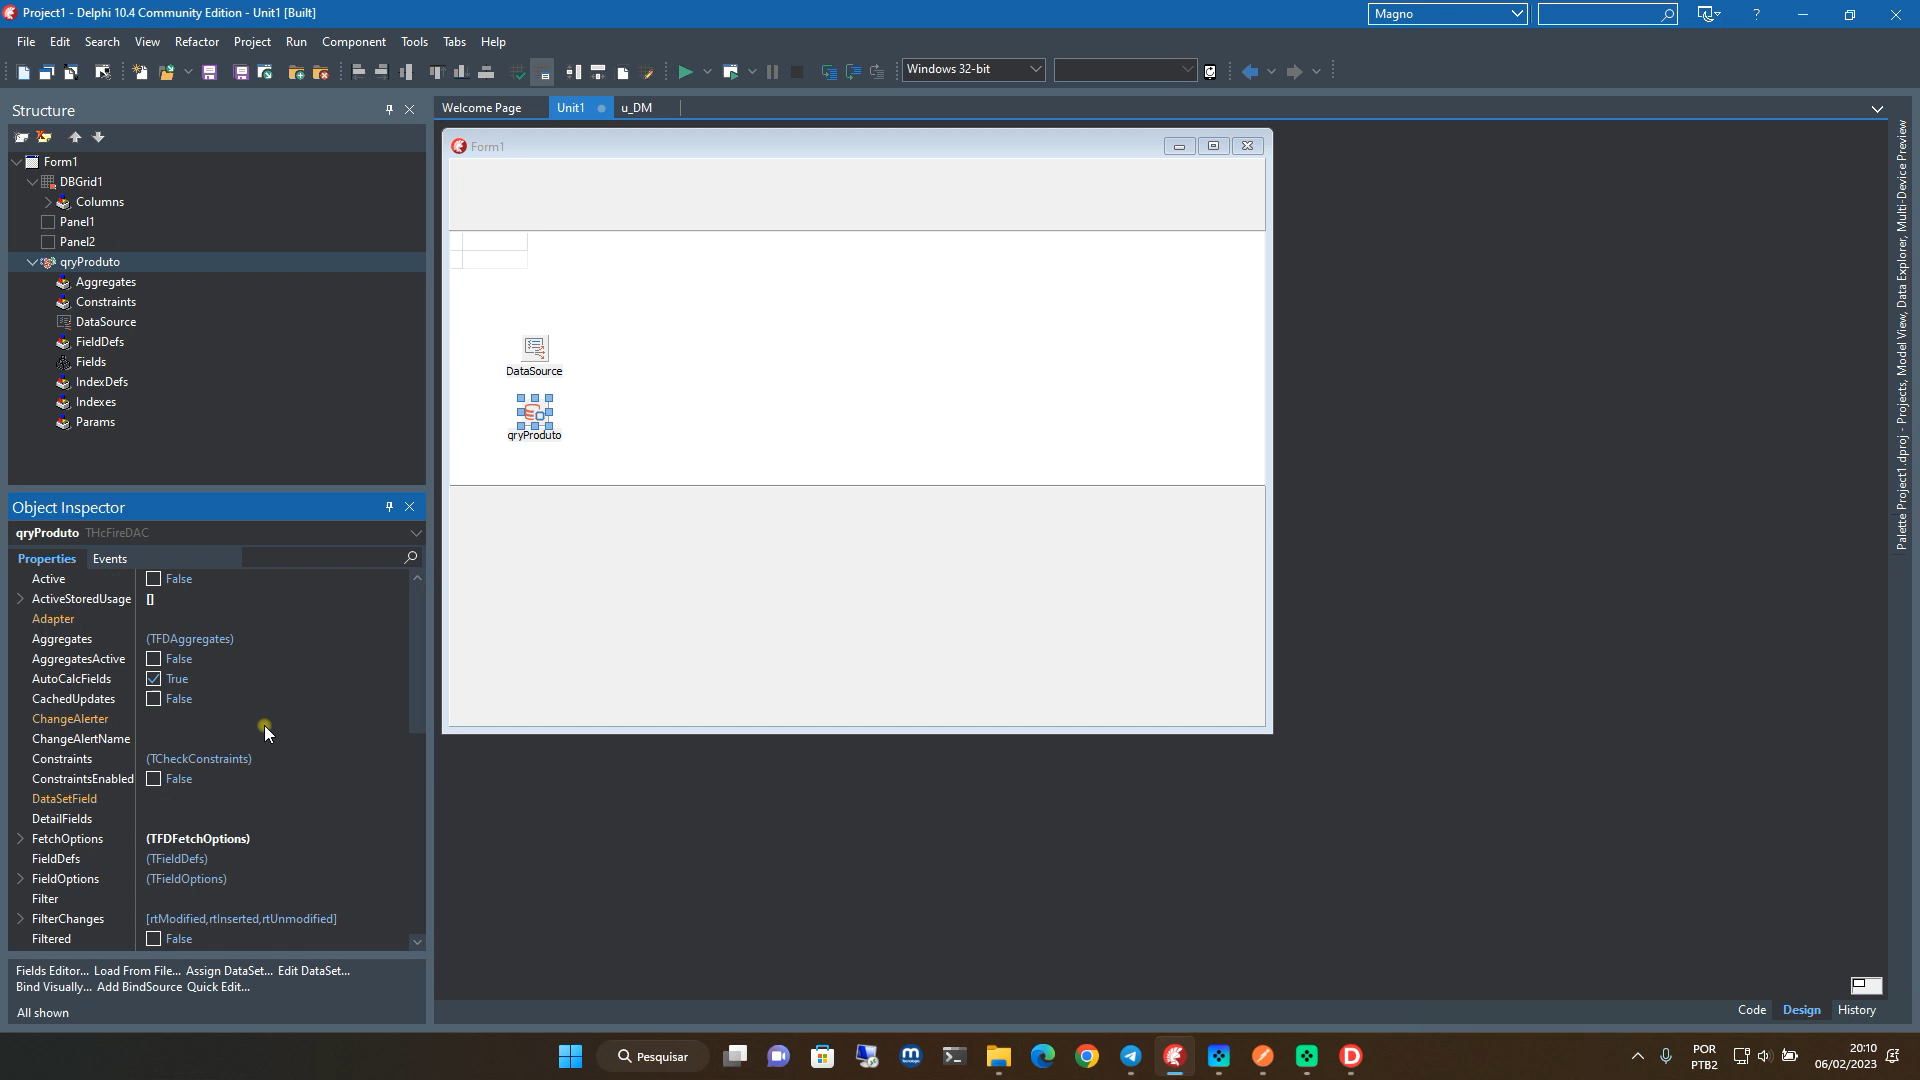 Project1 - Delphi 10.4 Community Edition - Unit1 [Built]
Magno
?
File Edit Search View Refactor Project Run Component Tools Tabs Help
Windows 32-bit
Structure
Welcome Page
Unit1
u_DM
Form1
DBGrid1
Columns
Panel1
Panel2
qryProduto
Aggregates
Constraints
DataSource
FieldDefs
Fields
IndexDefs
Indexes
Params
Form1
DataSource
qryProduto
Object Inspector
qryProduto THcFireDAC
Properties Events
Active False
ActiveStoredUsage []
Adapter
Aggregates (TFDAggregates)
AggregatesActive False
AutoCalcFields True
CachedUpdates False
ChangeAlerter
ChangeAlertName
Constraints (TCheckConstraints)
ConstraintsEnabled False
DataSetField
DetailFields
FetchOptions (TFDFetchOptions)
FieldDefs (TFieldDefs)
FieldOptions (TFieldOptions)
Filter
FilterChanges [rtModified,rtInserted,rtUnmodified]
Filtered False
Fields Editor... Load From File... Assign DataSet... Edit DataSet...
Bind Visually... Add BindSource Quick Edit...
All shown
Palette Project1.dproj - Projects, Model View, Data Explorer, Multi-Device Preview
Code Design History
Pesquisar
POR
PTB2
20:10
06/02/2023